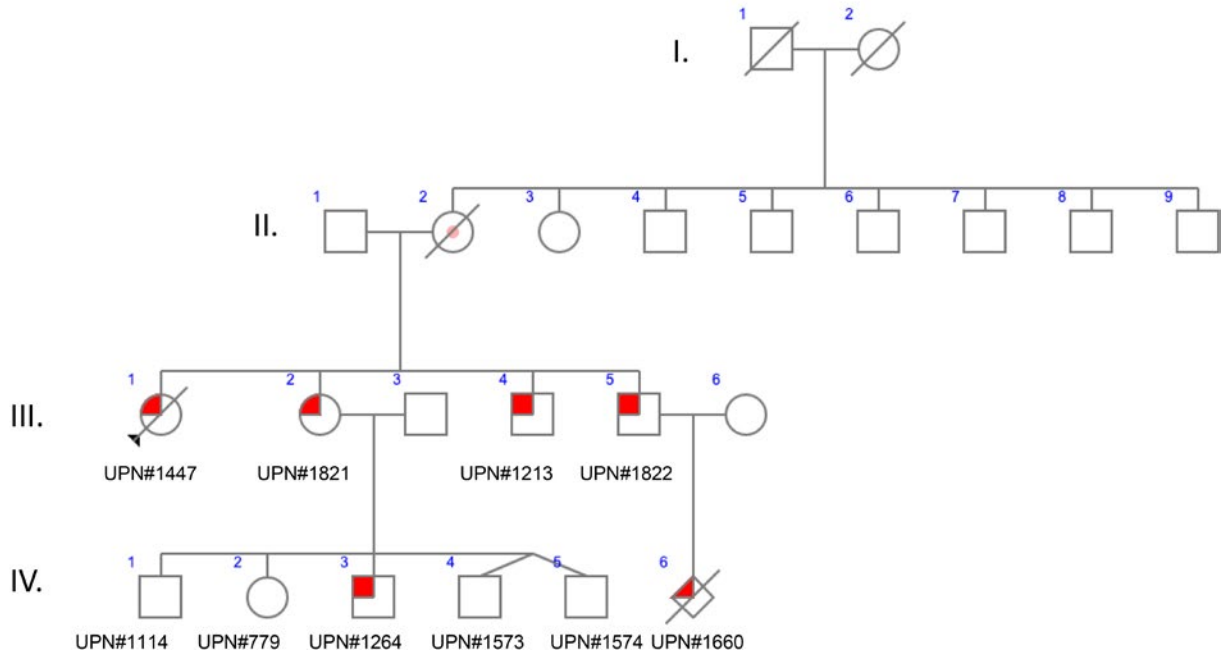 1 2
I.
1 2 3 4 5 6 7 8 9
II.
1 2 3 4 5 6
III.
UPN#1447 UPN#1821 UPN#1213 UPN#1822
1 2 3 4 5 6
IV.
UPN#1114 UPN#779 UPN#1264 UPN#1573 UPN#1574 UPN#1660